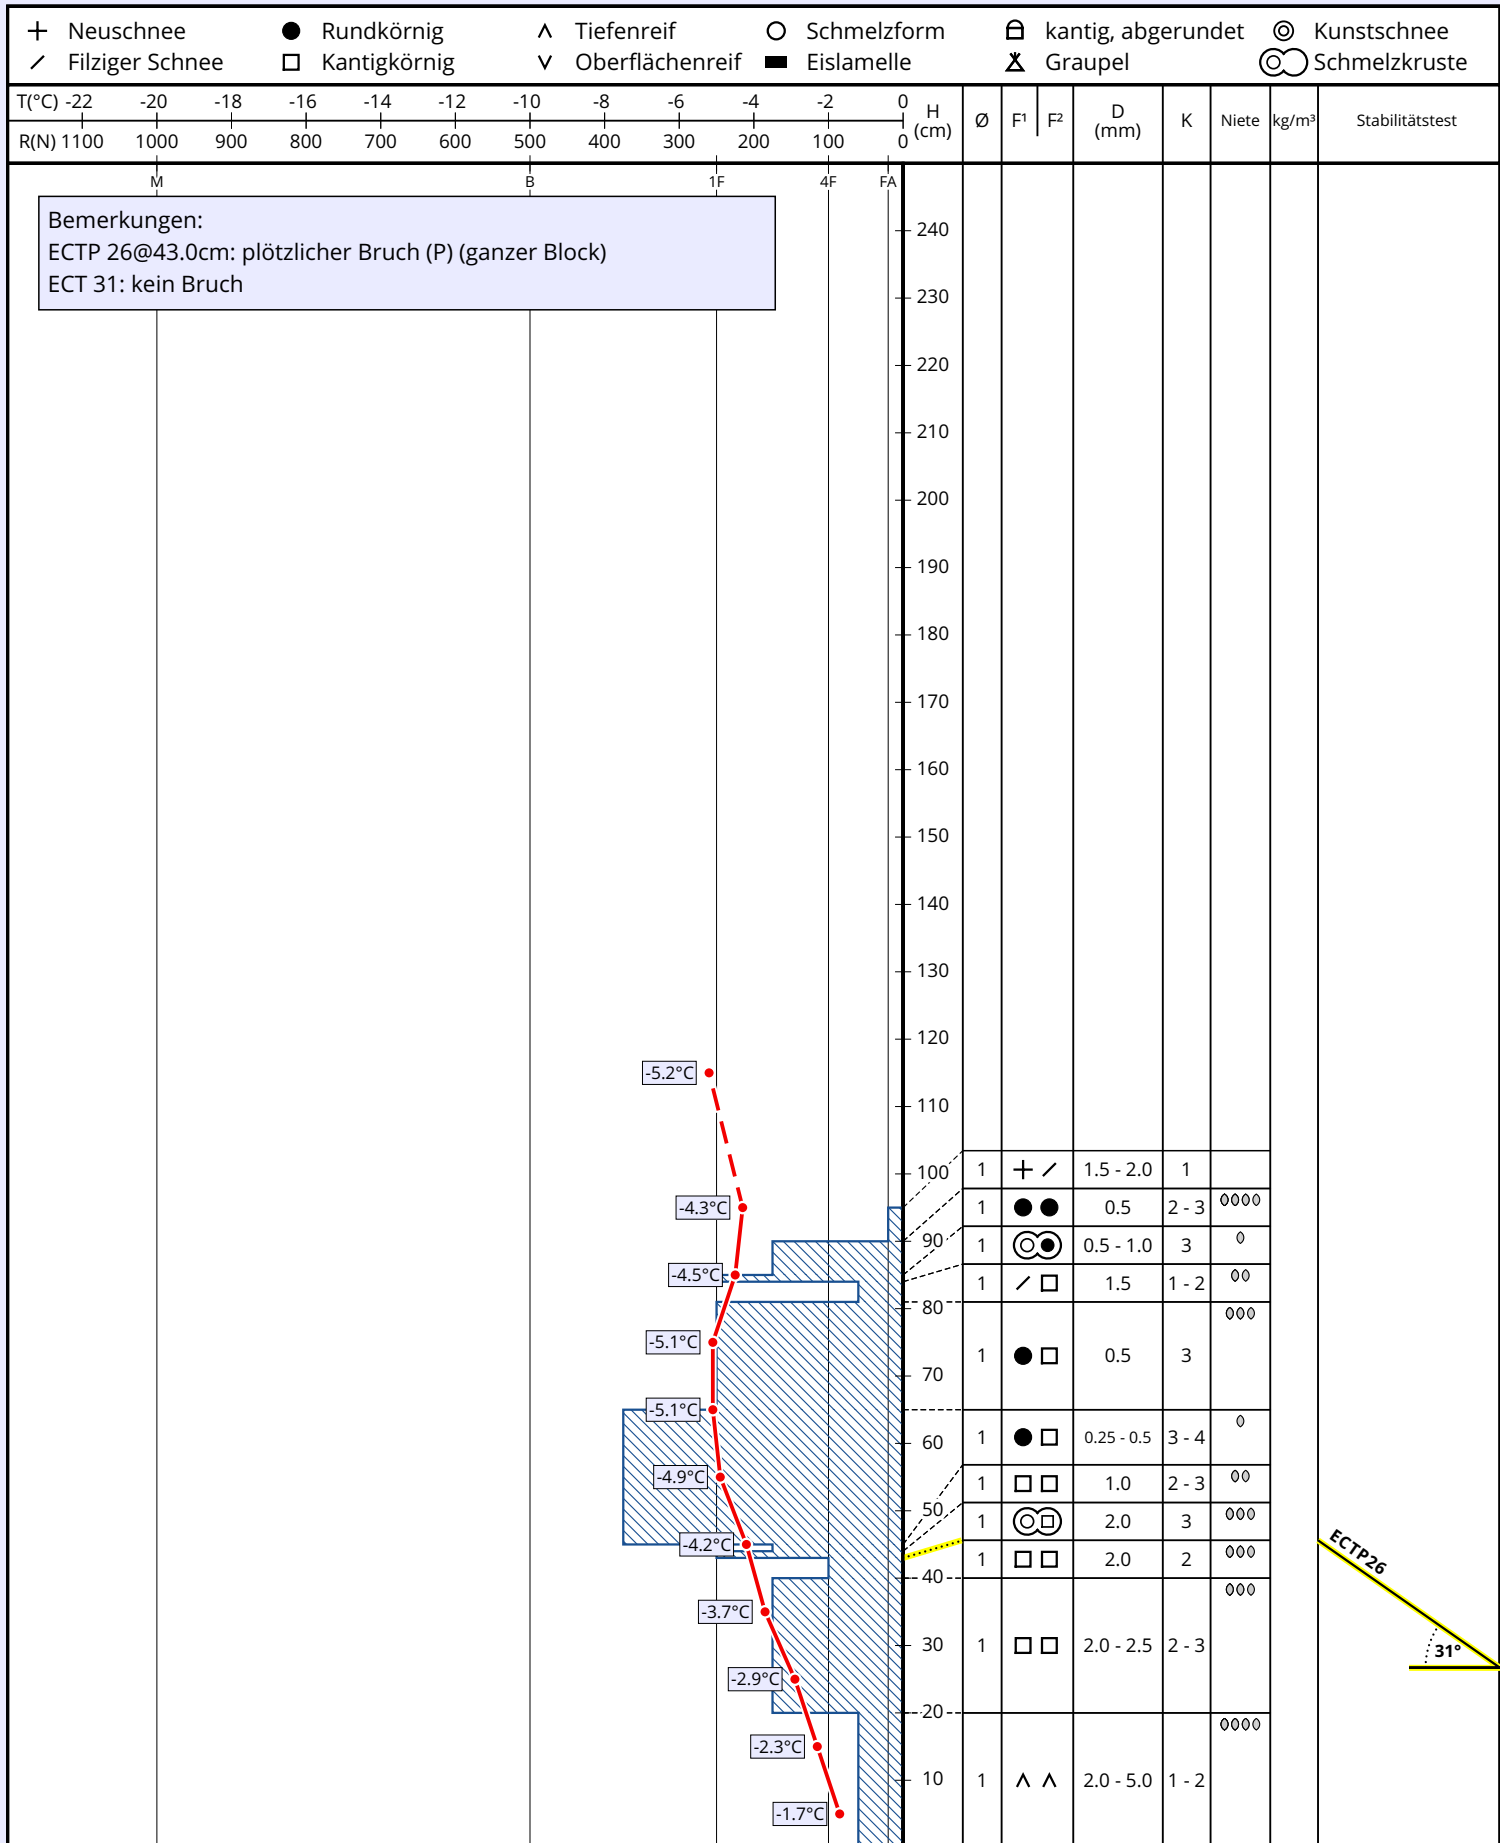 Neuschnee Rundkörnig Tiefenreif Schmelzform kantig, abgerundet Kunstschnee
Filziger Schnee Kantigkörnig Oberflächenreif Eislamelle Graupel Schmelzkruste
T(°C) -22 -20 -18 -16 -14 -12 -10 -8 -6 -4 -2 0
R(N) 1100 1000 900 800 700 600 500 400 300 200 100 0
H (cm) Ø F¹ F² D (mm) K Niete kg/m³ Stabilitätstest
M B 1F 4F FA
Bemerkungen:
ECTP 26@43.0cm: plötzlicher Bruch (P) (ganzer Block)
ECT 31: kein Bruch
240
230
220
210
200
190
180
170
160
150
140
130
120
-5.2°C
110
100 1 1.5 - 2.0 1
-4.3°C 1 0.5 2 - 3
90 1 0.5 - 1.0 3
-4.5°C 1 1.5 1 - 2
80
-5.1°C 1 0.5 3
70
-5.1°C
60 1 0.25 - 0.5 3 - 4
-4.9°C 1 1.0 2 - 3
50 1 2.0 3
-4.2°C 1 2.0 2
ECTP26
40
-3.7°C
30 1 2.0 - 2.5 2 - 3
31°
-2.9°C
20
-2.3°C
10 1 2.0 - 5.0 1 - 2
-1.7°C